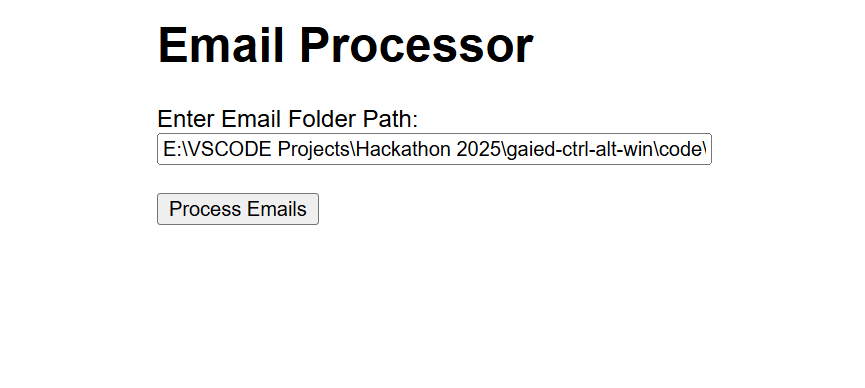 Email Processor
Enter Email Folder Path:
E:\VSCODE Projects\Hackathon 2025\gaied-ctrl-alt-win\code\
Process Emails